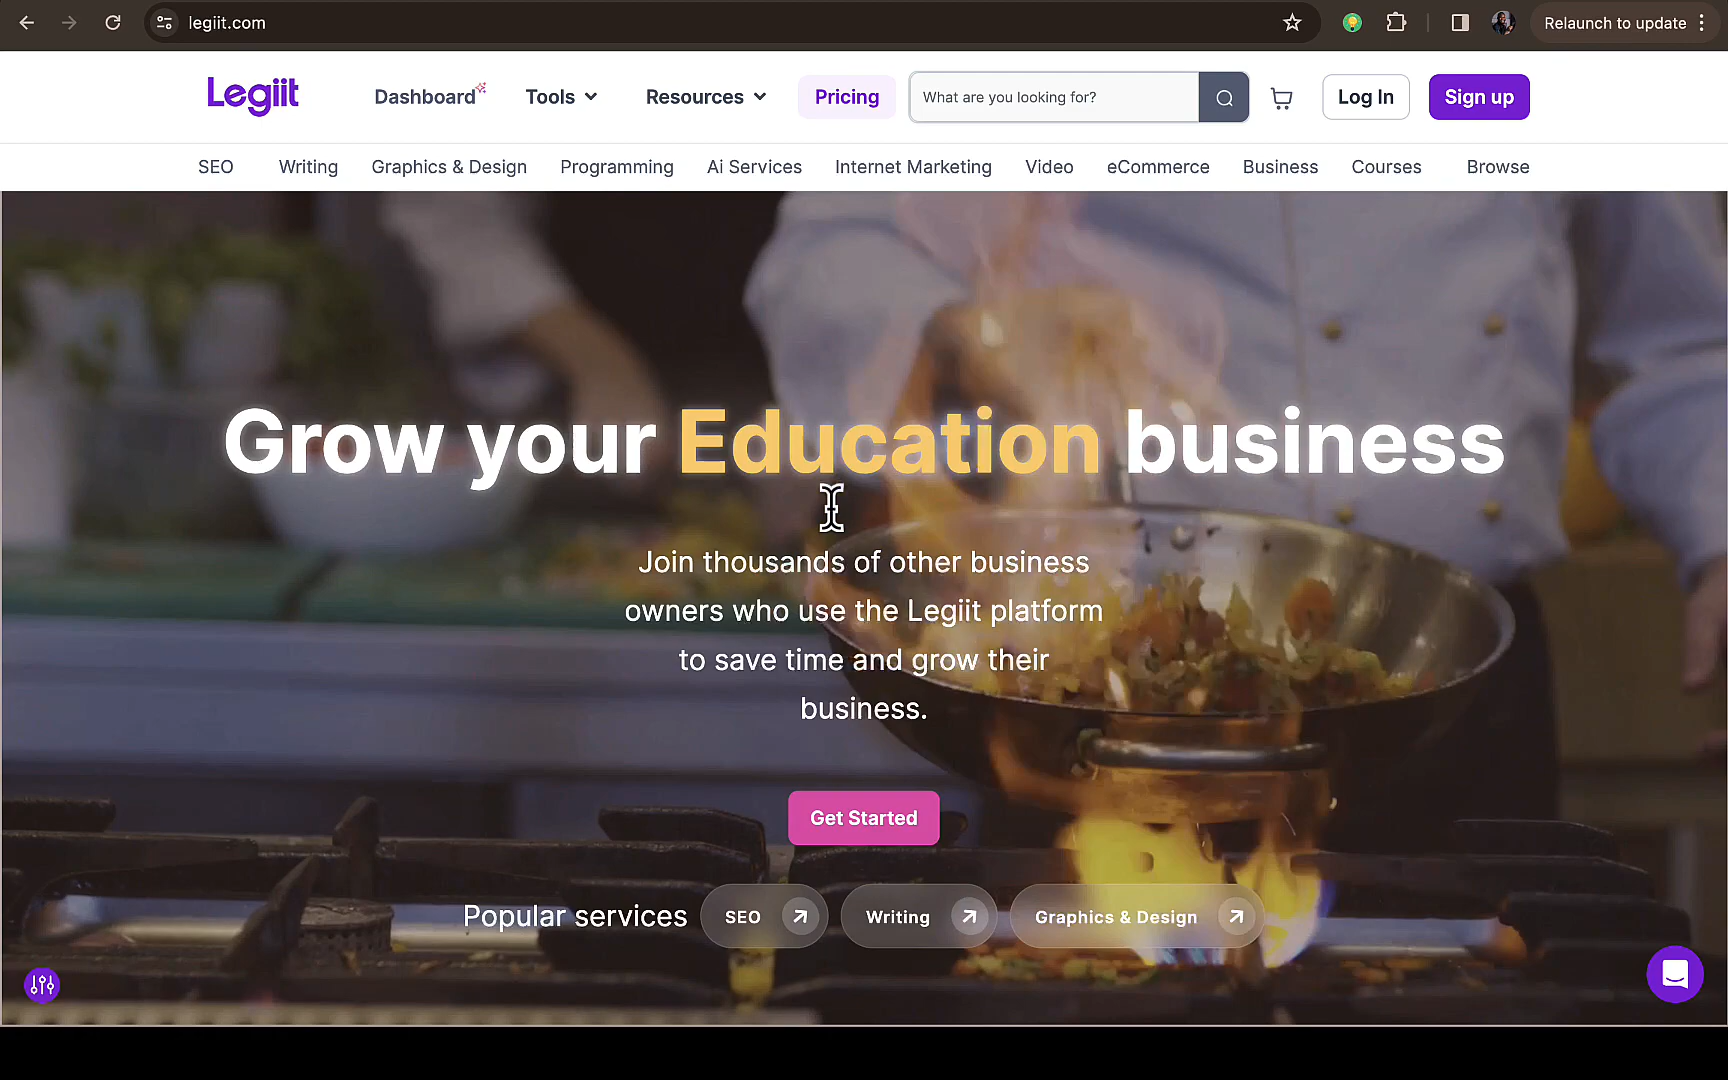 legiit.com
Relaunch to update
Legiit
Dashboard
Tools
Resources
Pricing
What are you looking for?
Log In
Sign up
SEO
Writing
Graphics & Design
Programming
Ai Services
Internet Marketing
Video
eCommerce
Business
Courses
Browse
Grow your Education business
Join thousands of other business
owners who use the Legiit platform
to save time and grow their
business.
Get Started
Popular services
SEO
Writing
Graphics & Design